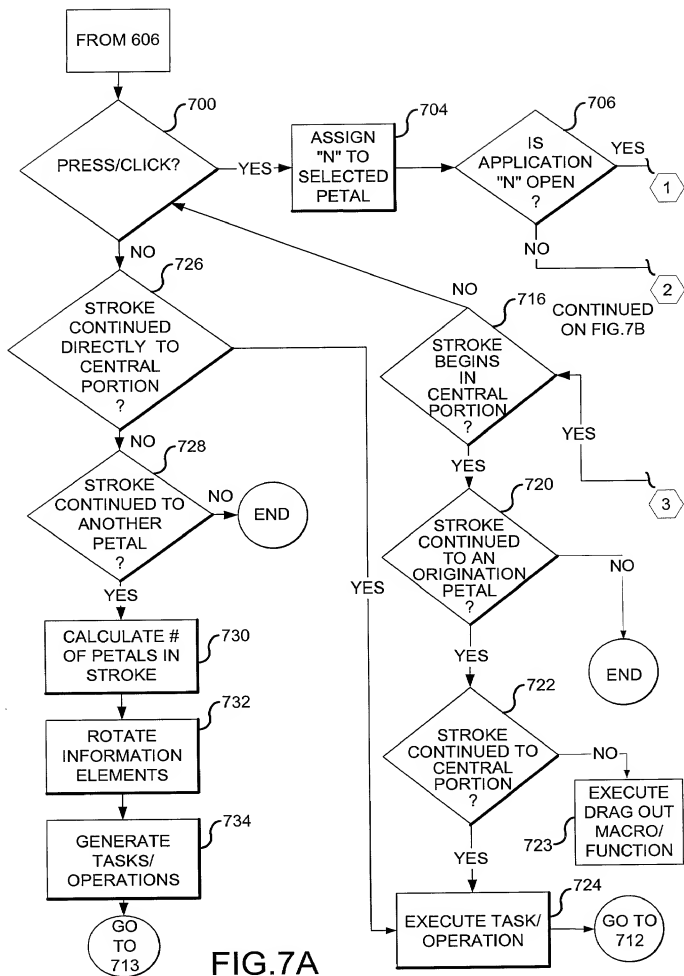 FROM 606
700
PRESS/CLICK?
YES
704
ASSIGN
"N" TO
SELECTED
PETAL
706
IS
APPLICATION
"N" OPEN
?
YES
1
NO
2
CONTINUED
ON FIG.7B
NO
726
STROKE
CONTINUED
DIRECTLY TO
CENTRAL
PORTION
?
YES
NO
716
STROKE
BEGINS
IN
CENTRAL
PORTION
?
YES
3
YES
NO
728
STROKE
CONTINUED TO
ANOTHER
PETAL
?
NO
END
YES
720
STROKE
CONTINUED
TO AN
ORIGINATION
PETAL
?
NO
END
YES
730
CALCULATE #
OF PETALS IN
STROKE
732
ROTATE
INFORMATION
ELEMENTS
722
STROKE
CONTINUED TO
CENTRAL
PORTION
?
NO
EXECUTE
DRAG OUT
MACRO/
FUNCTION
723
YES
734
GENERATE
TASKS/
OPERATIONS
724
EXECUTE TASK/
OPERATION
GO TO
712
GO
TO
713
FIG.7A